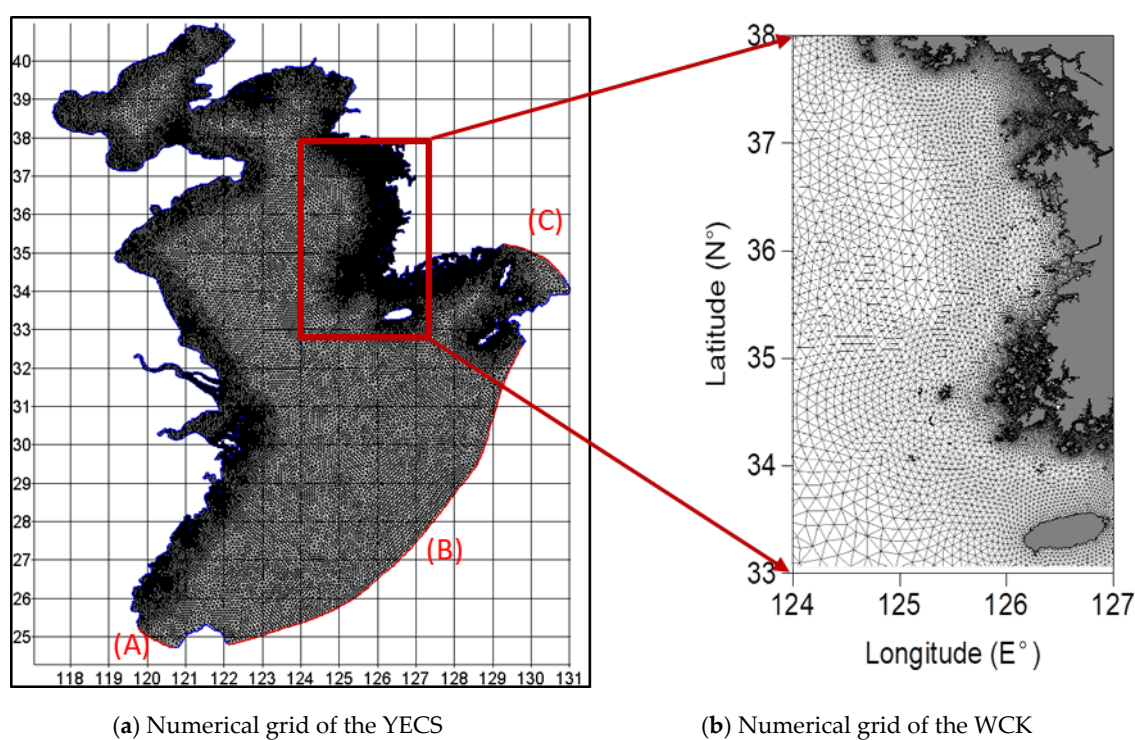 40
39
38
37
36
35
34
33
32
31
30
29
28
27
26
25
118 119 120 121 122 123 124 125 126 127 128 129 130 131
(A)
(B)
(C)
38
37
36
35
34
33
Latitude (N°)
124 125 126 127
Longitude (E°)
(a) Numerical grid of the YECS
(b) Numerical grid of the WCK